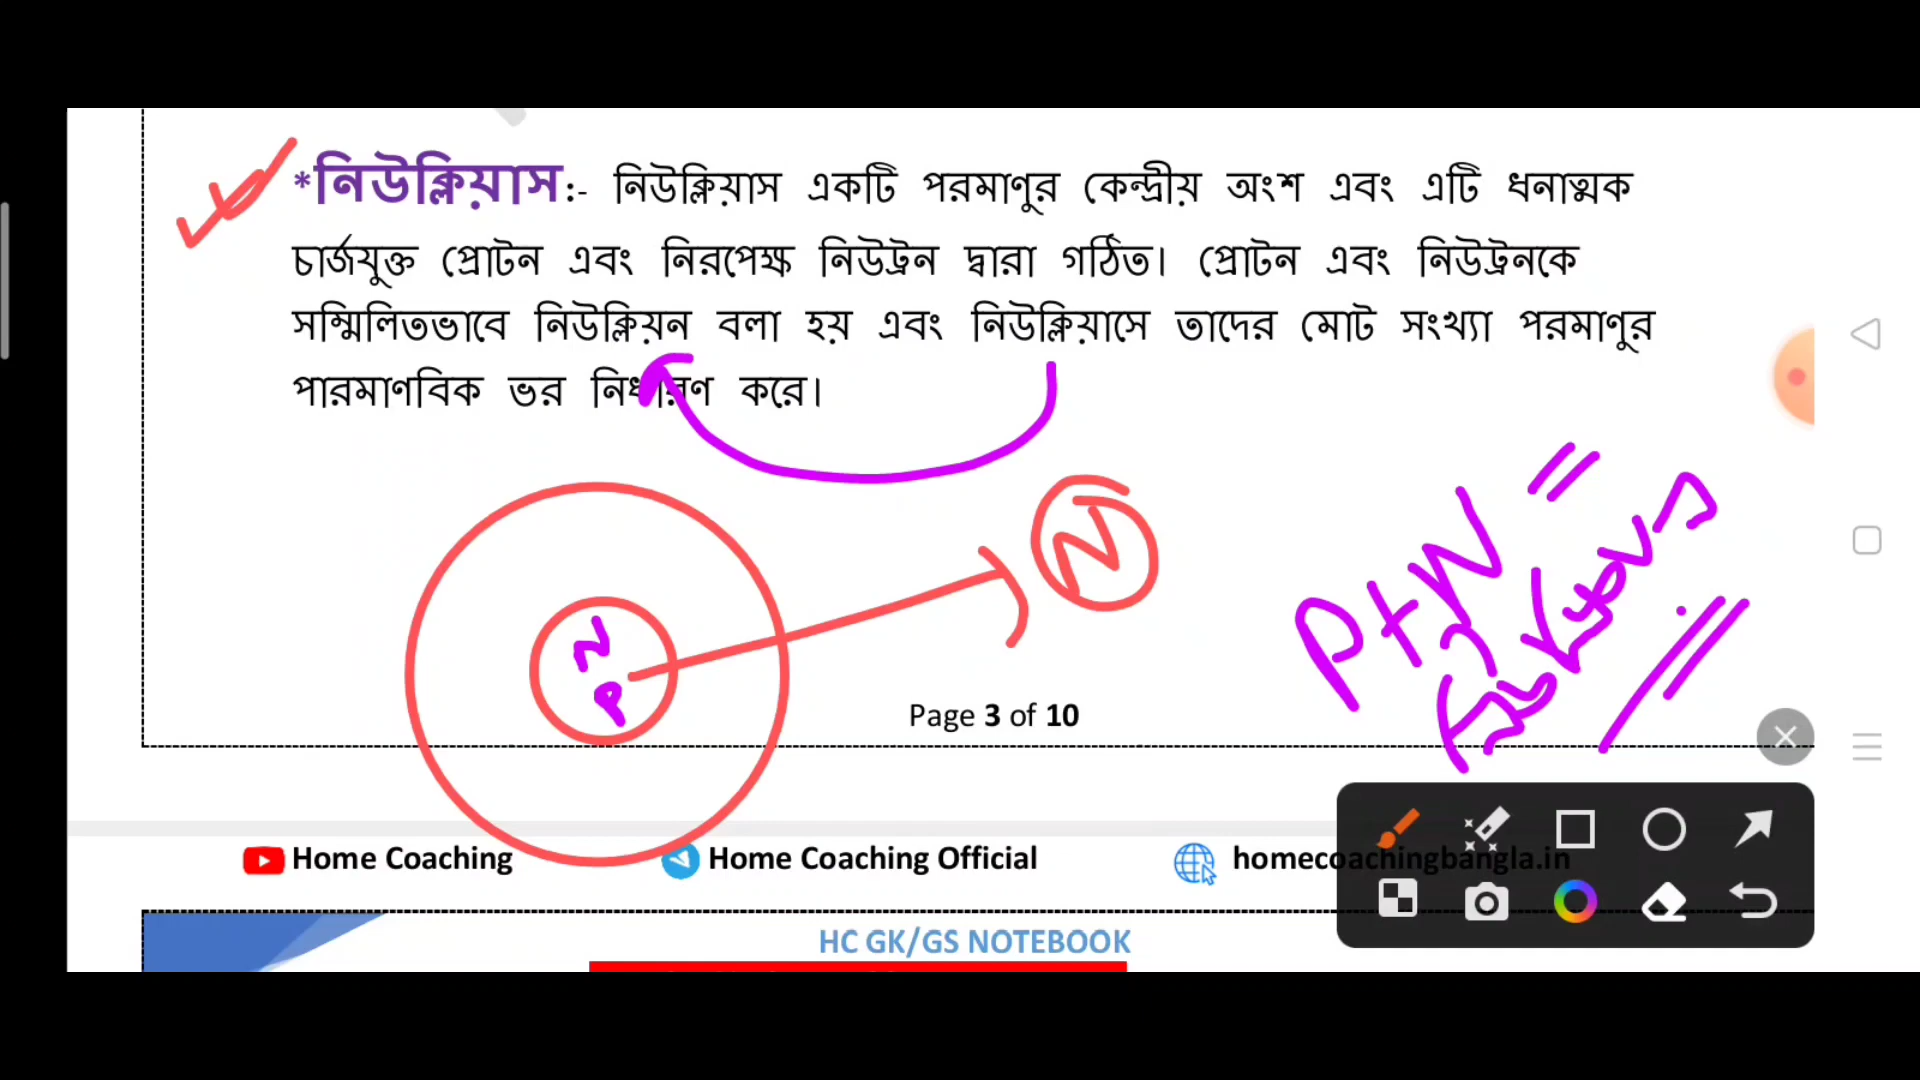 *নিউক্লিয়াস:- নিউক্লিয়াস একটি পরমাণুর কেন্দ্রীয় অংশ এবং এটি ধনাত্মক
চার্জযুক্ত প্রোটন এবং নিরপেক্ষ নিউট্রন দ্বারা গঠিত। প্রোটন এবং নিউট্রনকে
সম্মিলিতভাবে নিউক্লিয়ন বলা হয় এবং নিউক্লিয়াসে তাদের মোট সংখ্যা পরমাণুর
পারমাণবিক ভর নির্ধারণ করে।
N
N
P
P+N =
Page 3 of 10
Home Coaching
Home Coaching Official
homecoachingbangla.in
HC GK/GS NOTEBOOK